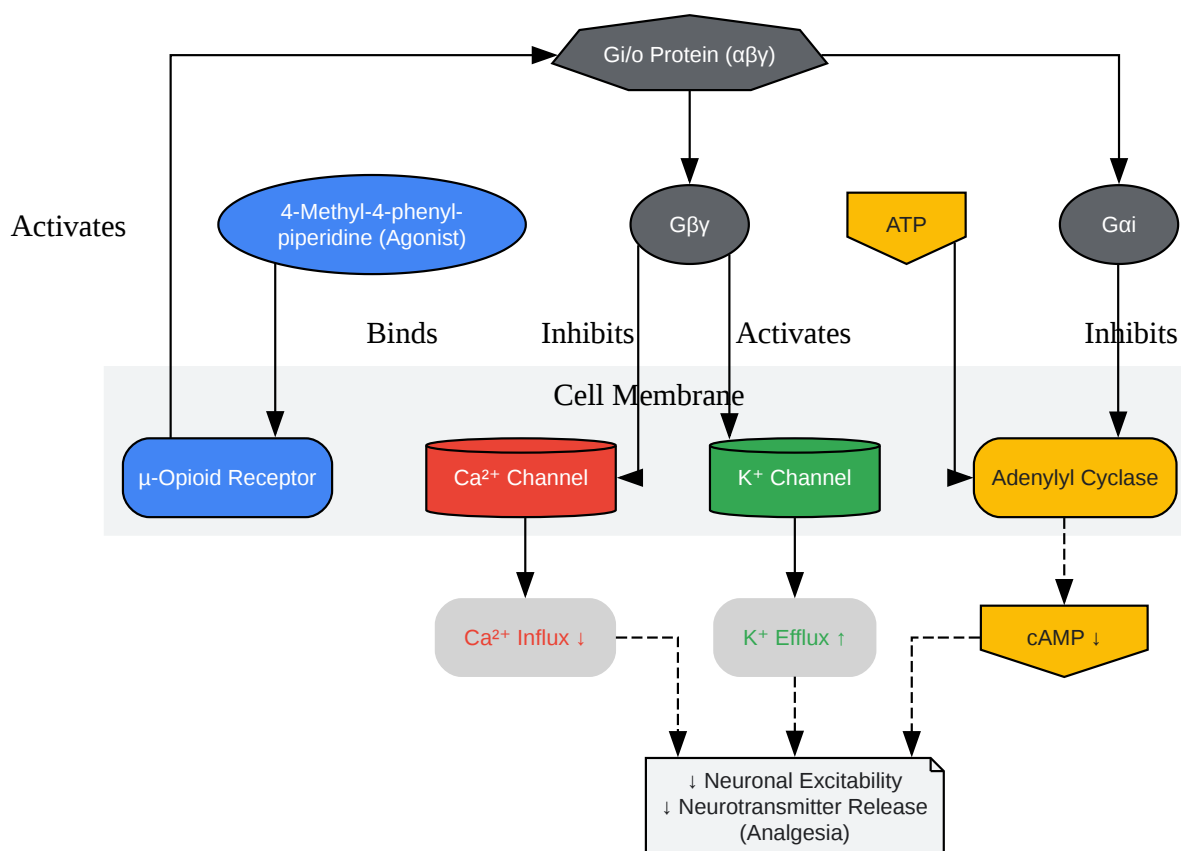 Gi/o Protein (αβγ)
Activates
4-Methyl-4-phenyl-
piperidine (Agonist)
Gβγ
ATP
Gαi
Binds
Inhibits
Activates
Inhibits
Cell Membrane
µ-Opioid Receptor
Ca²⁺ Channel
K⁺ Channel
Adenylyl Cyclase
Ca²⁺ Influx ↓
K⁺ Efflux ↑
cAMP ↓
↓ Neuronal Excitability
↓ Neurotransmitter Release
(Analgesia)